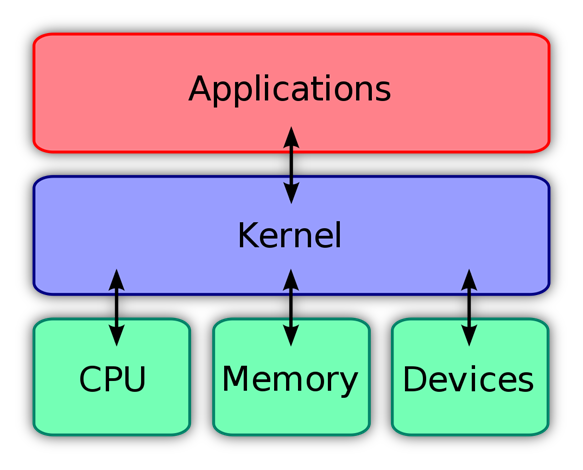 Applications
Kernel
CPU
Memory
Devices